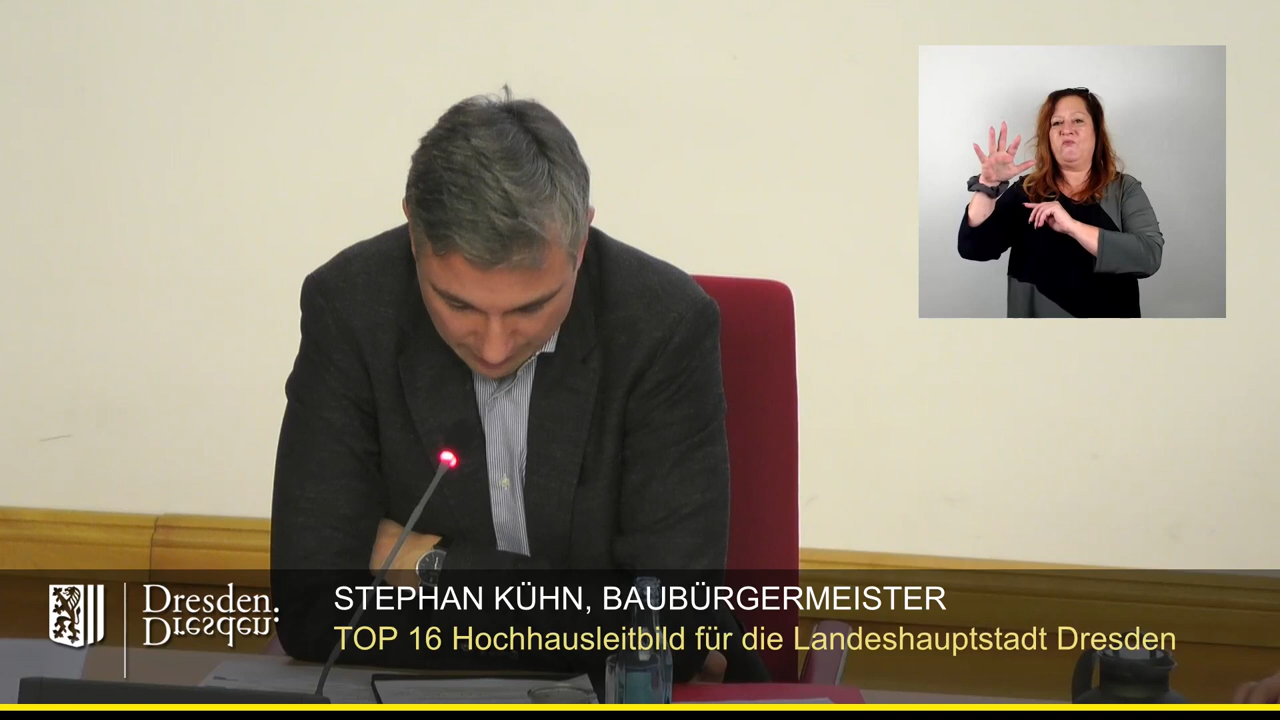 Dresden.
Dresden.
STEPHAN KÜHN, BAUBÜRGERMEISTER
TOP 16 Hochhausleitbild für die Landeshauptstadt Dresden